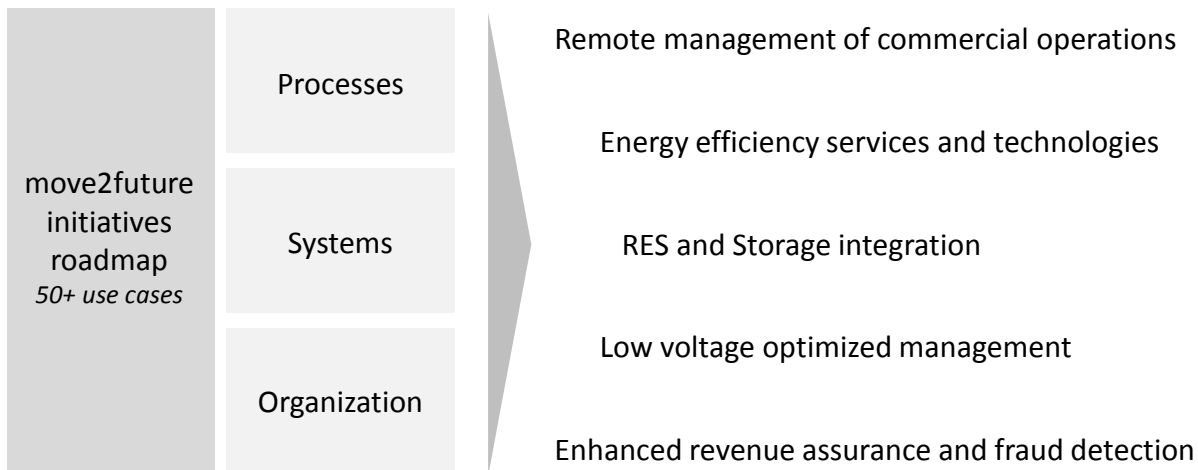 move2future
initiatives
roadmap
50+ use cases
Processes
Systems
Organization
Remote management of commercial operations
Energy efficiency services and technologies
RES and Storage integration
Low voltage optimized management
Enhanced revenue assurance and fraud detection